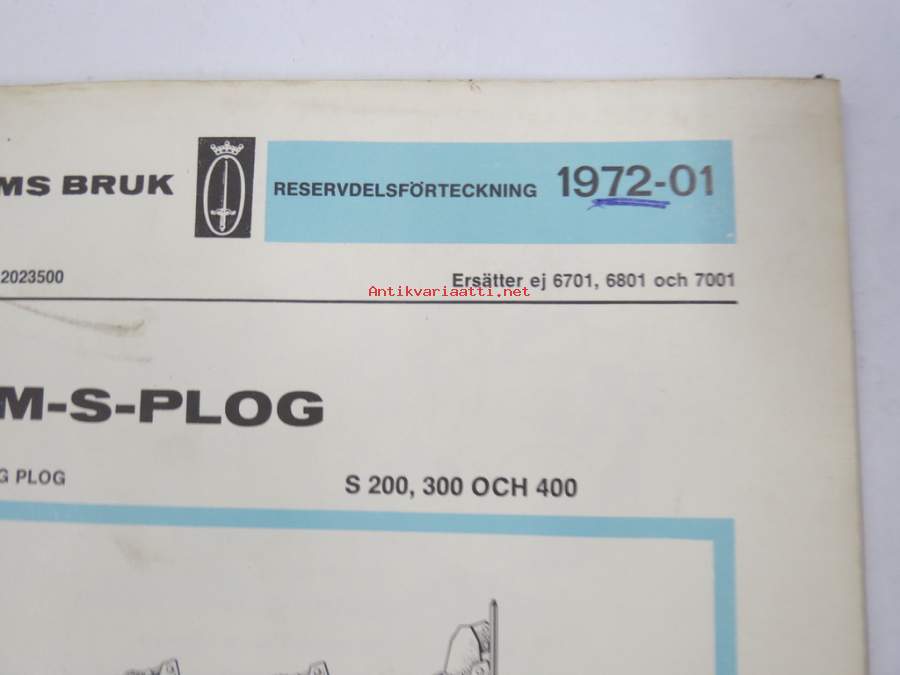 MS BRUK
RESERVDELSFÖRTECKNING 1972-01
2023500
Ersätter ej 6701, 6801 och 7001
Antikvariaatti.net
M-S-PLOG
G PLOG
S 200, 300 OCH 400